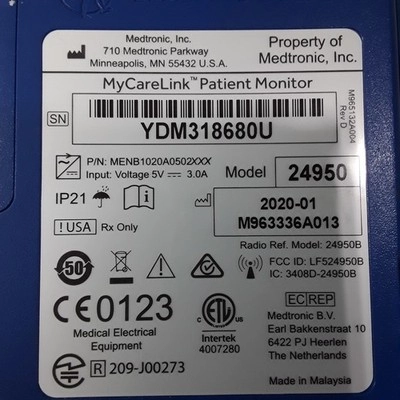 Medtronic, Inc.
710 Medtronic Parkway
Minneapolis, MN 55432 U.S.A.
Property of
Medtronic, Inc.
MyCareLink™ Patient Monitor
M965132A004
Rev D
SN
YDM318680U
P/N: MENB1020A0502XXX
Input: Voltage 5V ⎓ 3.0A
Model 24950
IP21
2020-01
M963336A013
! USA Rx Only
Radio Ref. Model: 24950B
FCC ID: LF524950B
IC: 3408D-24950B
50
CE0123
ETL
CM
US
Intertek
4007280
Medical Electrical
Equipment
EC REP
Medtronic B.V.
Earl Bakkenstraat 10
6422 PJ Heerlen
The Netherlands
R 209-J00273
Made in Malaysia